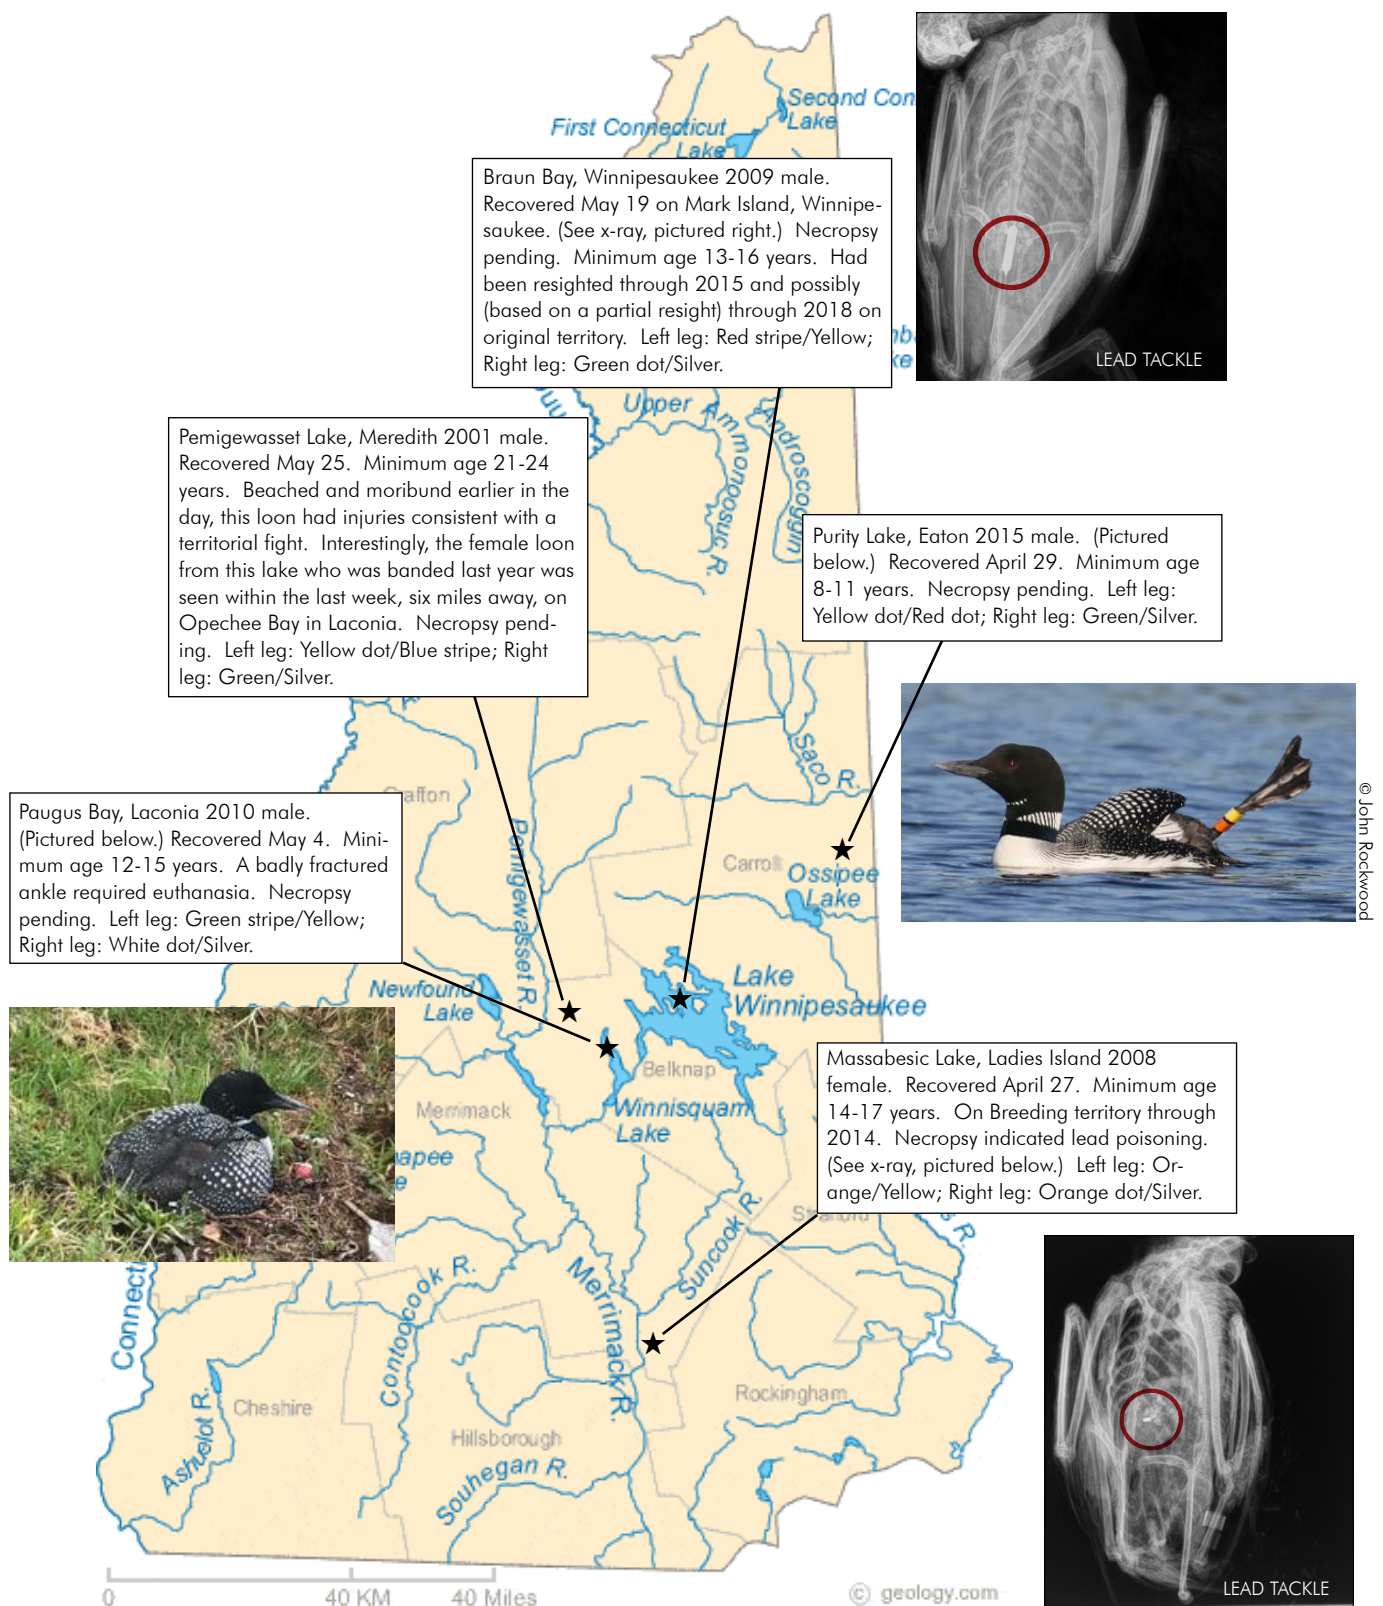 Second Con
Lake
First Connecticut
Lake
Braun Bay, Winnipesaukee 2009 male.
Recovered May 19 on Mark Island, Winnipe-
saukee. (See x-ray, pictured right.) Necropsy
pending. Minimum age 13-16 years. Had
been resighted through 2015 and possibly
(based on a partial resight) through 2018 on
original territory. Left leg: Red stripe/Yellow;
Right leg: Green dot/Silver.
LEAD TACKLE
Upper Ammonoosuc R.
Androscoggin
Pemigewasset Lake, Meredith 2001 male.
Recovered May 25. Minimum age 21-24
years. Beached and moribund earlier in the
day, this loon had injuries consistent with a
territorial fight. Interestingly, the female loon
from this lake who was banded last year was
seen within the last week, six miles away, on
Opechee Bay in Laconia. Necropsy pend-
ing. Left leg: Yellow dot/Blue stripe; Right
leg: Green/Silver.
Purity Lake, Eaton 2015 male. (Pictured
below.) Recovered April 29. Minimum age
8-11 years. Necropsy pending. Left leg:
Yellow dot/Red dot; Right leg: Green/Silver.
© John Rockwood
Saco R.
Grafton
Paugus Bay, Laconia 2010 male.
(Pictured below.) Recovered May 4. Mini-
mum age 12-15 years. A badly fractured
ankle required euthanasia. Necropsy
pending. Left leg: Green stripe/Yellow;
Right leg: White dot/Silver.
Pemigewasset R.
Carroll
Ossipee
Lake
Newfound
Lake
Lake
Winnipesaukee
Belknap
Merrimack
Winnisquam
Lake
apee
e
Massabesic Lake, Ladies Island 2008
female. Recovered April 27. Minimum age
14-17 years. On Breeding territory through
2014. Necropsy indicated lead poisoning.
(See x-ray, pictured below.) Left leg: Or-
ange/Yellow; Right leg: Orange dot/Silver.
Strafford
s R.
Suncook R.
Connecti
Contoocook R.
Merrimack R.
Ashuelot R.
Cheshire
Hillsborough
Souhegan R.
Rockingham
LEAD TACKLE
0 40 KM 40 Miles
© geology.com